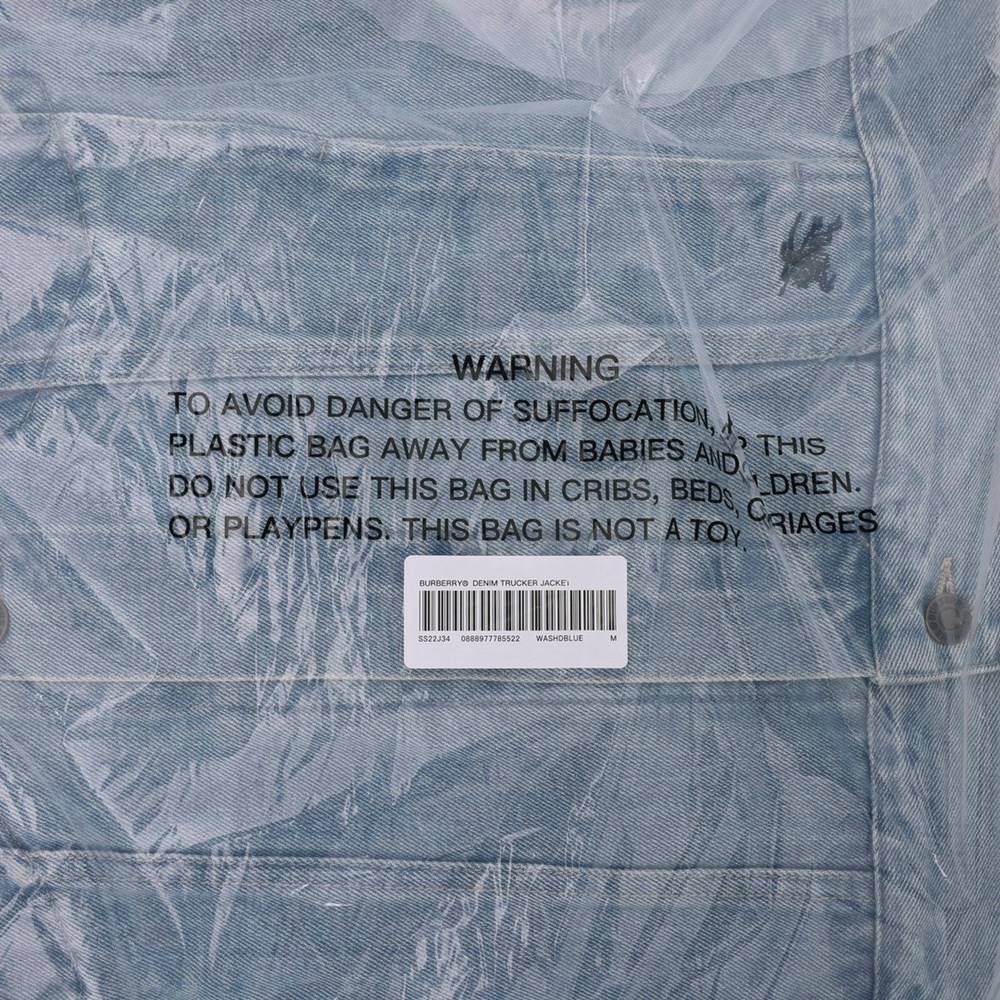 WARNING
TO AVOID DANGER OF SUFFOCATION, THIS
PLASTIC BAG AWAY FROM BABIES AND
DO NOT USE THIS BAG IN CRIBS, BEDS,
OR PLAYPENS. THIS BAG IS NOT A TOY.
BURBERRY® DENIM TRUCKER JACKET
SS22J34 0888977785522 WASHDBLUE M